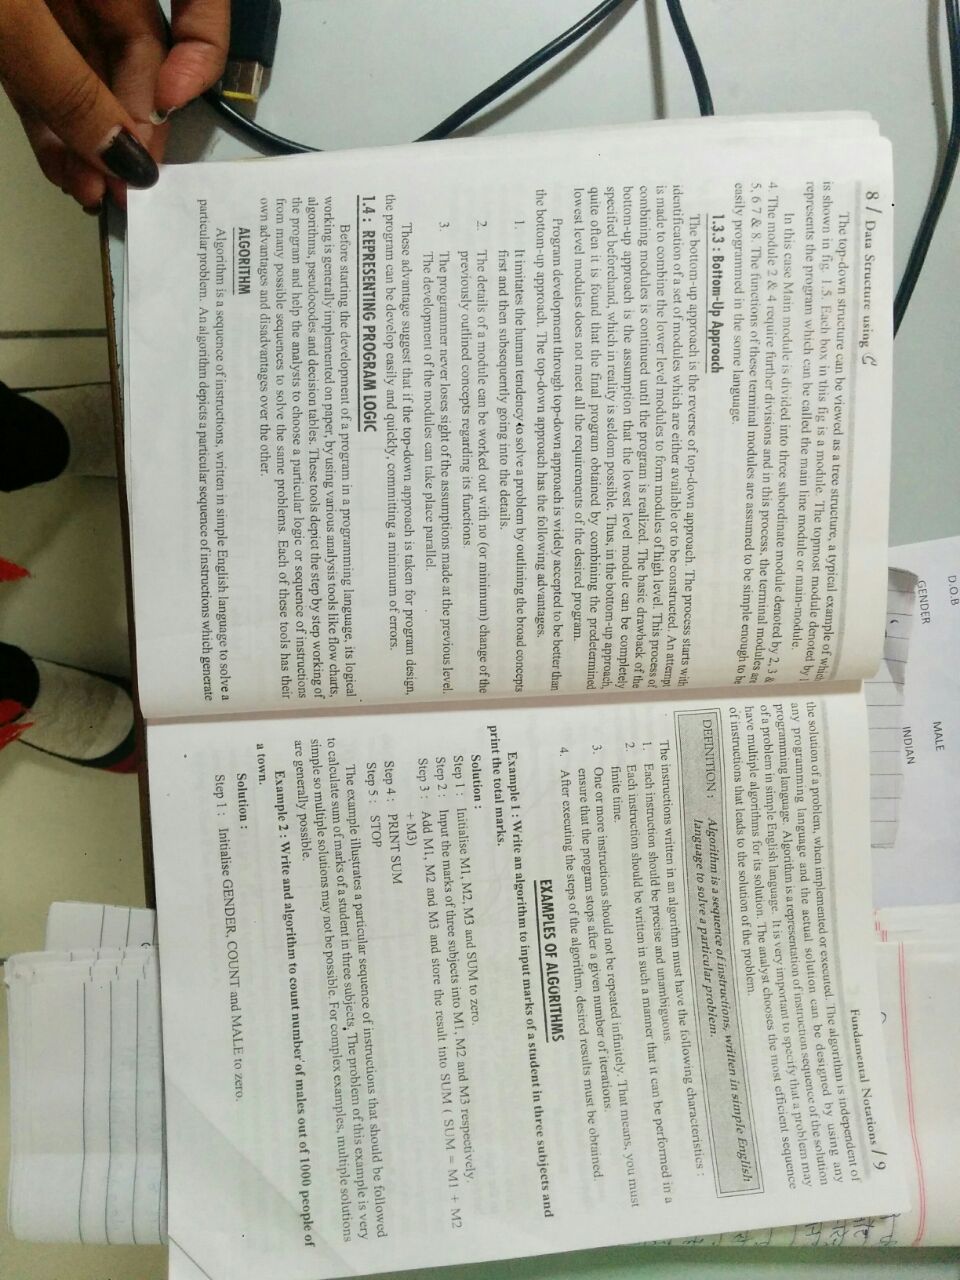 8 / Data Structure using C
The top-down structure can be viewed as a tree structure, a typical example of which
is shown in fig. 1.5. Each box in this fig is a module. The topmost module denoted by 1
represents the program which can be called the main line module or main-module.
In this case Main module is divided into three subordinate module denoted by 2, 3 &
4. The module 2 & 4 require further divisions and in this process, the terminal modules are
5, 6 7 & 8. The functions of these terminal modules are assumed to be simple enough to be
easily programmed in the some language.
1.3.3 : Bottom-Up Approach
The bottom-up approach is the reverse of top-down approach. The process starts with
identification of a set of modules which are either available or to be constructed. An attempt
is made to combine the lower level modules to form modules of high level. This process of
combining modules is continued until the program is realized. The basic drawback of the
bottom-up approach is the assumption that the lowest level module can be completely
specified beforehand, which in reality is seldom possible. Thus, in the bottom-up approach,
quite often it is found that the final program obtained by combining the predetermined
lowest level modules does not meet all the requirements of the desired program.
Program development through top-down approach is widely accepted to be better than
the bottom-up approach. The top-down approach has the following advantages.
1. It imitates the human tendency to solve a problem by outlining the broad concepts
first and then subsequently going into the details.
2. The details of a module can be worked out with no (or minimum) change of the
previously outlined concepts regarding its functions.
3. The programmer never loses sight of the assumptions made at the previous level.
The development of the modules can take place parallel.
These advantage suggest that if the top-down approach is taken for program design,
the program can be develop easily and quickly, committing a minimum of errors.
1.4 : REPRESENTING PROGRAM LOGIC
Before starting the development of a program in a programming language, its logical
working is generally implemented on paper, by using various analysis tools like flow charts,
algorithms, pseudocodes and decision tables. These tools depict the step by step working of
the program and help the analysts to choose a particular logic or sequence of instructions
from many possible sequences to solve the same problems. Each of these tools has their
own advantages and disadvantages over the other.
ALGORITHM
Algorithm is a sequence of instructions, written in simple English language to solve a
particular problem. An algorithm depicts a particular sequence of instructions which generate
Fundamental Notations / 9
the solution of a problem, when implemented or executed. The algorithm is independent of
any programming language and the actual solution can be designed by using any
programming language. Algorithm is a representation of instruction sequence of the solution
of a problem in simple English language. It is very important to specify that a problem may
have multiple algorithms for its solution. The analyst chooses the most efficient sequence
of instructions that leads to the solution of the problem.
DEFINITION : Algorithm is a sequence of instructions, written in simple English
language to solve a particular problem.
The instructions written in an algorithm must have the following characteristics :
1. Each instruction should be precise and unambiguous.
2. Each instruction should be written in such a manner that it can be performed in a
finite time.
3. One or more instructions should not be repeated infinitely. That means, you must
ensure that the program stops after a given number of iterations.
4. After executing the steps of the algorithm, desired results must be obtained.
EXAMPLES OF ALGORITHMS
Example 1 : Write an algorithm to input marks of a student in three subjects and
print the total marks.
Solution :
Step 1 : Initialise M1, M2, M3 and SUM to zero.
Step 2 : Input the marks of three subjects into M1, M2 and M3 respectively.
Step 3 : Add M1, M2 and M3 and store the result into SUM ( SUM = M1 + M2
+ M3)
Step 4 : PRINT SUM
Step 5 : STOP
The example illustrates a particular sequence of instructions that should be followed
to calculate sum of marks of a student in three subjects. The problem of this example is very
simple so multiple solutions may not be possible. For complex examples, multiple solutions
are generally possible.
Example 2 : Write and algorithm to count number of males out of 1000 people of
a town.
Solution :
Step 1 : Initialise GENDER, COUNT and MALE to zero.
D.O.B
GENDER
MALE
INDIAN